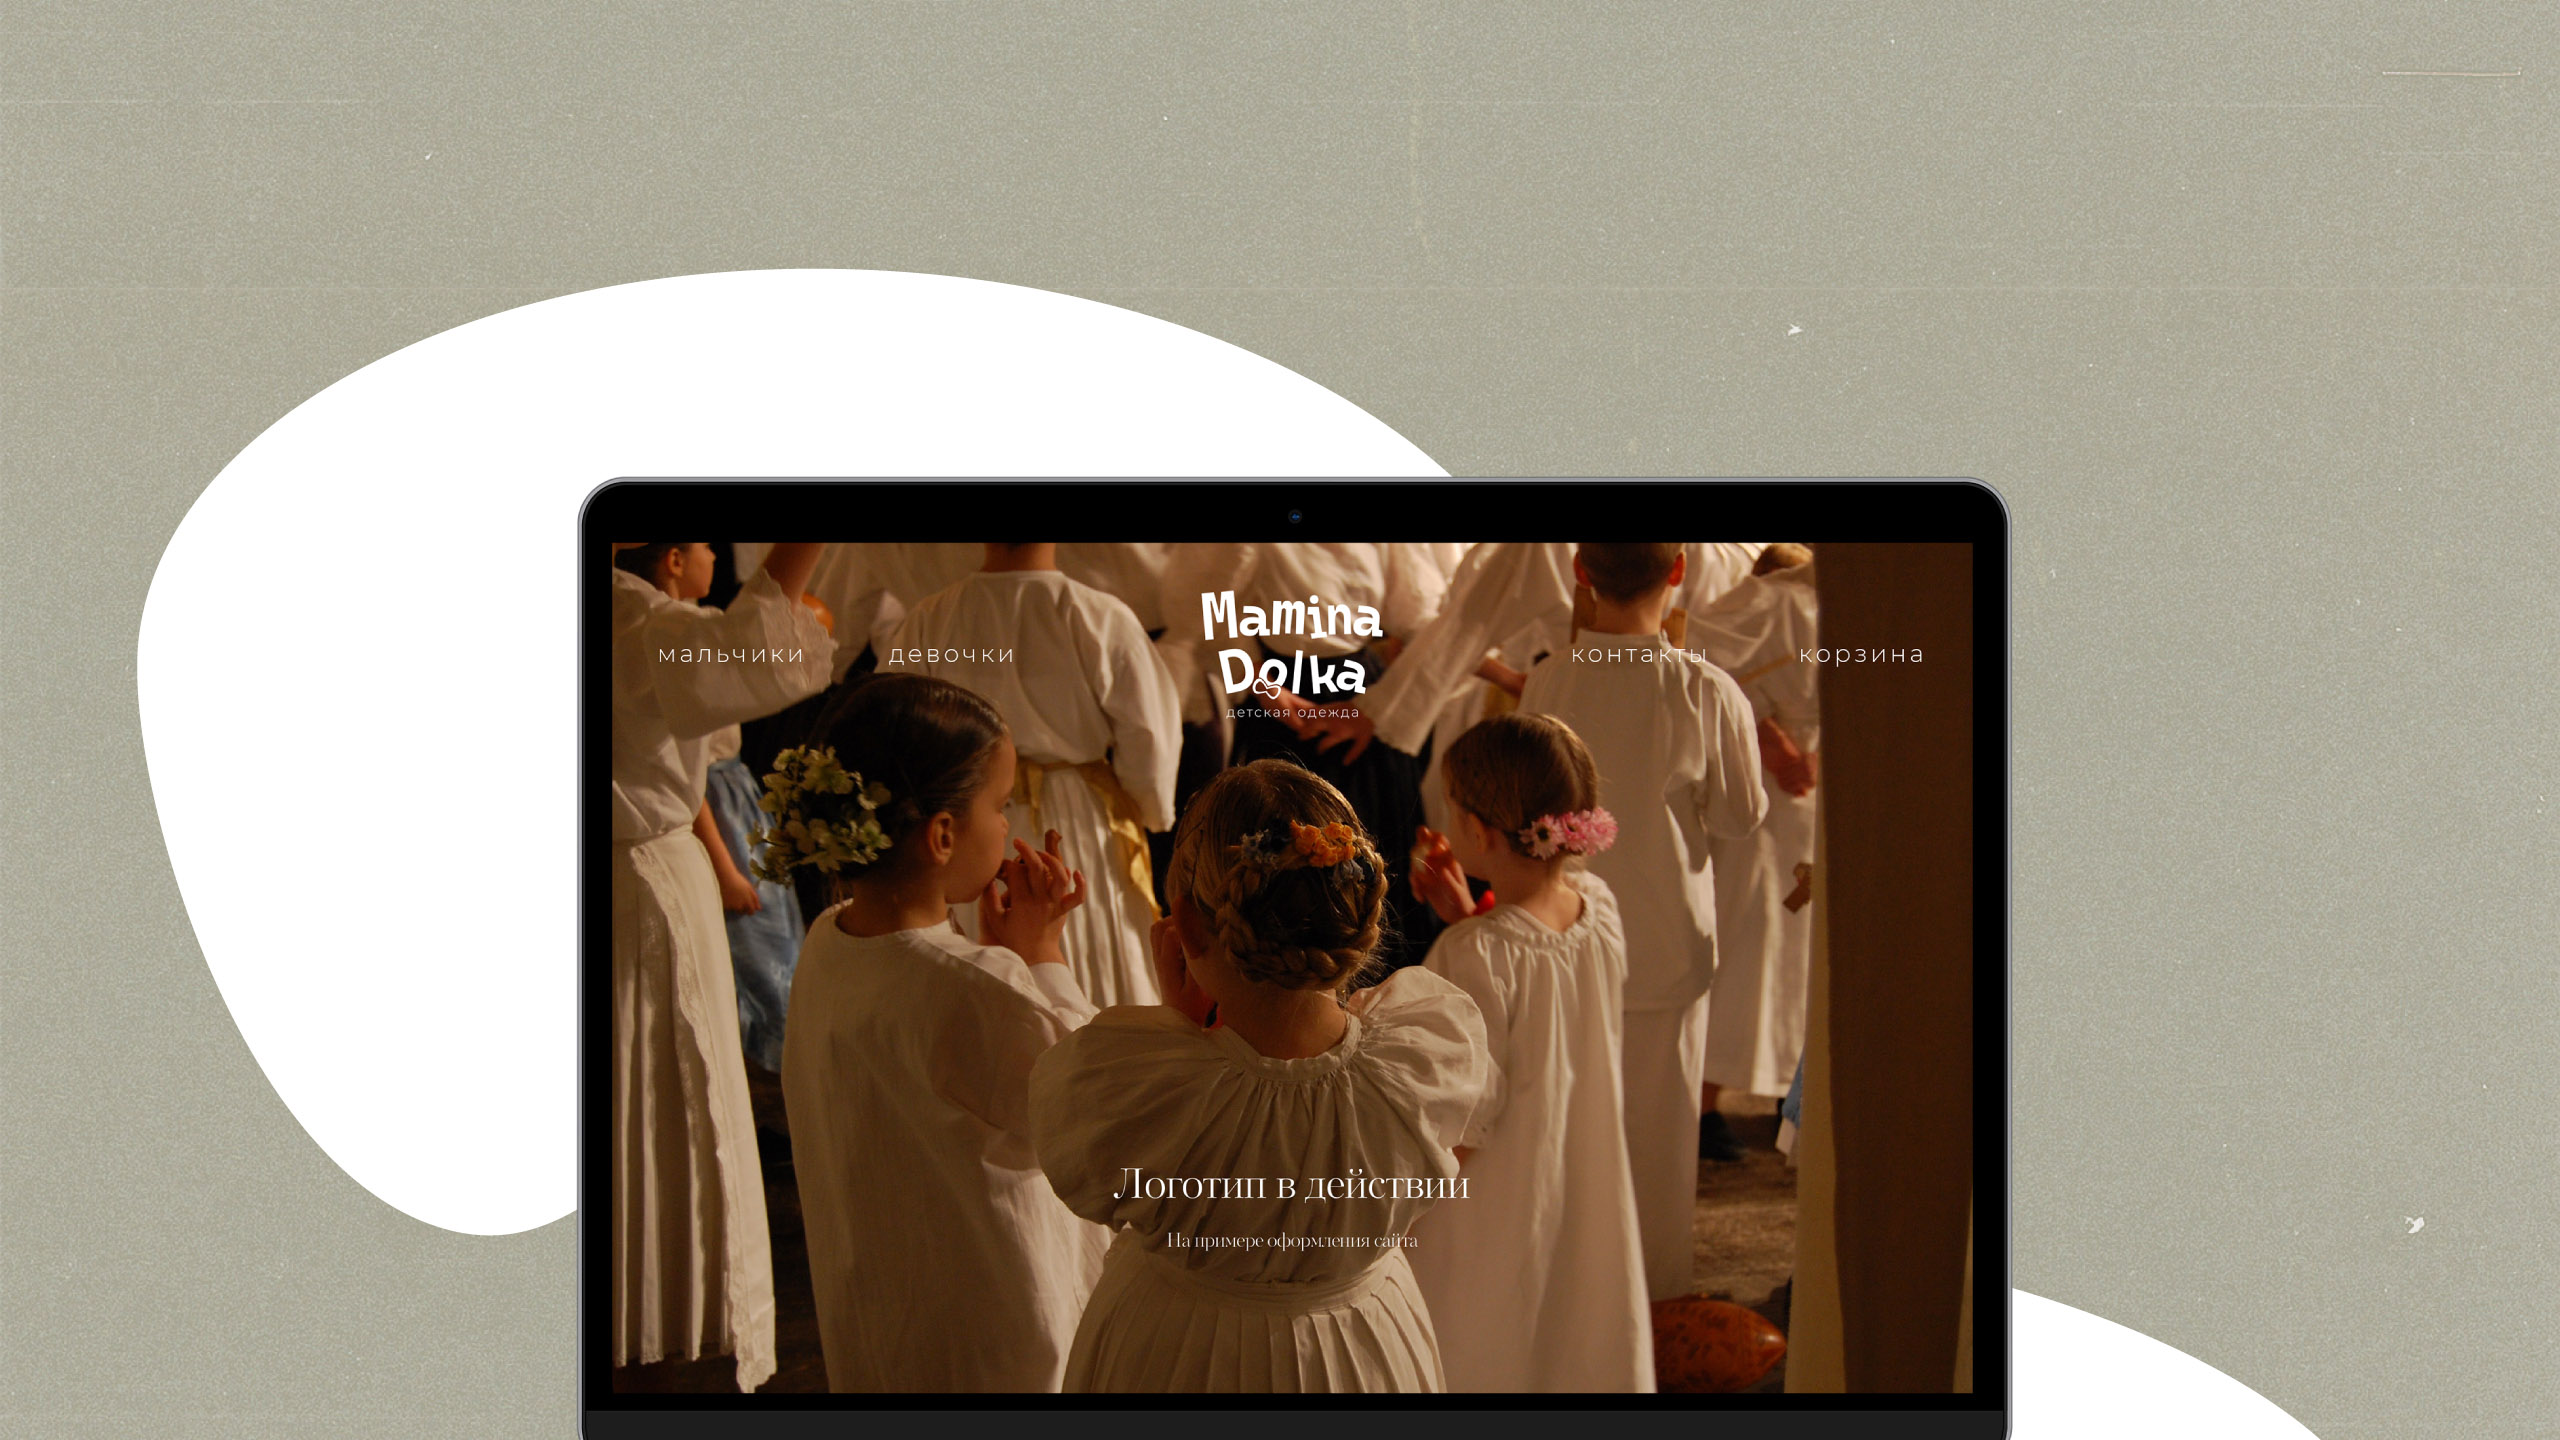 мальчики
девочки
Mamina
Dolka
детская одежда
контакты
корзина
Логотип в действии
На примере оформления сайта